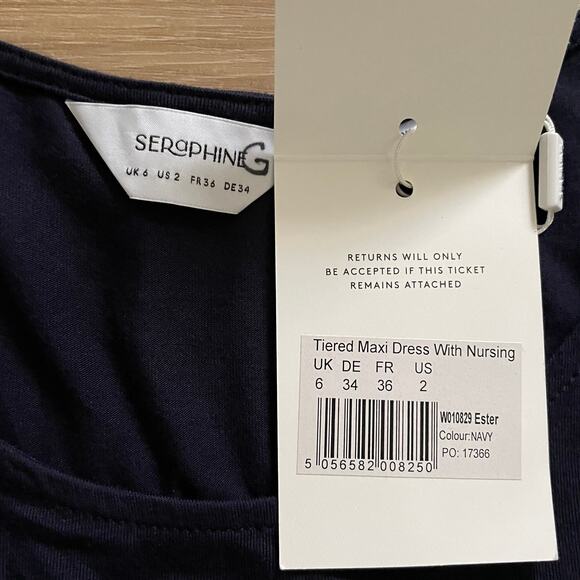 SERaPHINE G
UK 6 US 2 FR 36 DE 34
RETURNS WILL ONLY
BE ACCEPTED IF THIS TICKET
REMAINS ATTACHED
Tiered Maxi Dress With Nursing
UK DE FR US
6 34 36 2
W010829 Ester
Colour:NAVY
PO: 17366
5 056582 008250